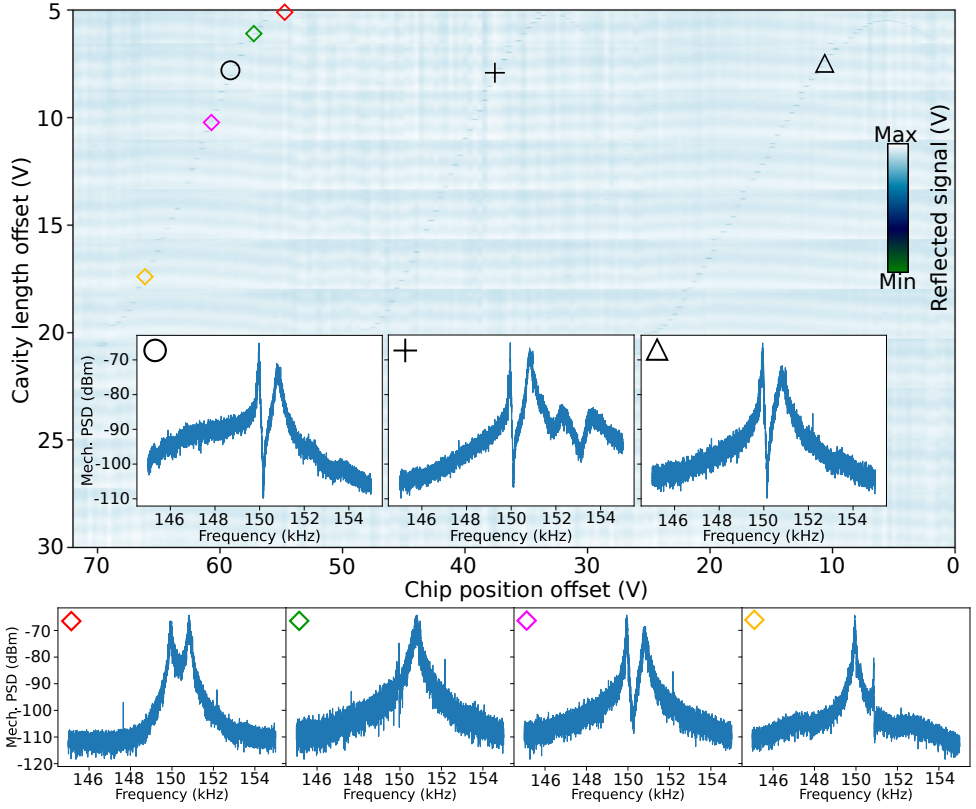 5
10
15
20
25
30
Cavity length offset (V)
Max
Min
Reflected signal (V)
-70
-80
-90
-100
-110
Mech. PSD (dBm)
146 148 150 152 154
Frequency (kHz)
146 148 150 152 154
Frequency (kHz)
146 148 150 152 154
Frequency (kHz)
70 60 50 40 30 20 10 0
Chip position offset (V)
-70
-80
-90
-100
-110
-120
Mech. PSD (dBm)
146 148 150 152 154
Frequency (kHz)
146 148 150 152 154
Frequency (kHz)
146 148 150 152 154
Frequency (kHz)
146 148 150 152 154
Frequency (kHz)